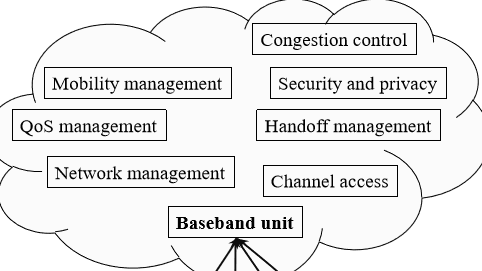 Congestion control
Mobility management
Security and privacy
QoS management
Handoff management
Network management
Channel access
Baseband unit